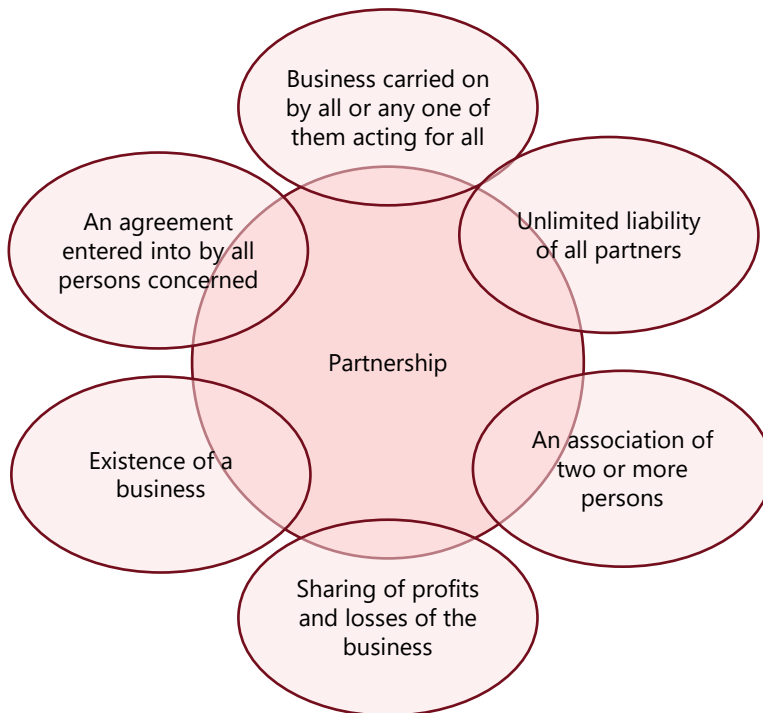 Business carried on
by all or any one of
them acting for all
An agreement
entered into by all
persons concerned
Unlimited liability
of all partners
Partnership
Existence of a
business
An association of
two or more
persons
Sharing of profits
and losses of the
business